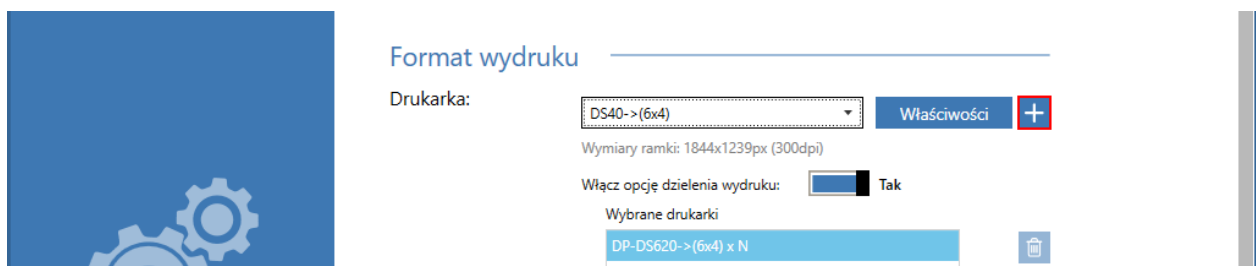 Format wydruku
Drukarka:
DS40->(6x4)
Właściwości
Wymiary ramki: 1844x1239px (300dpi)
Włącz opcję dzielenia wydruku:
Tak
Wybrane drukarki
DP-DS620->(6x4) x N